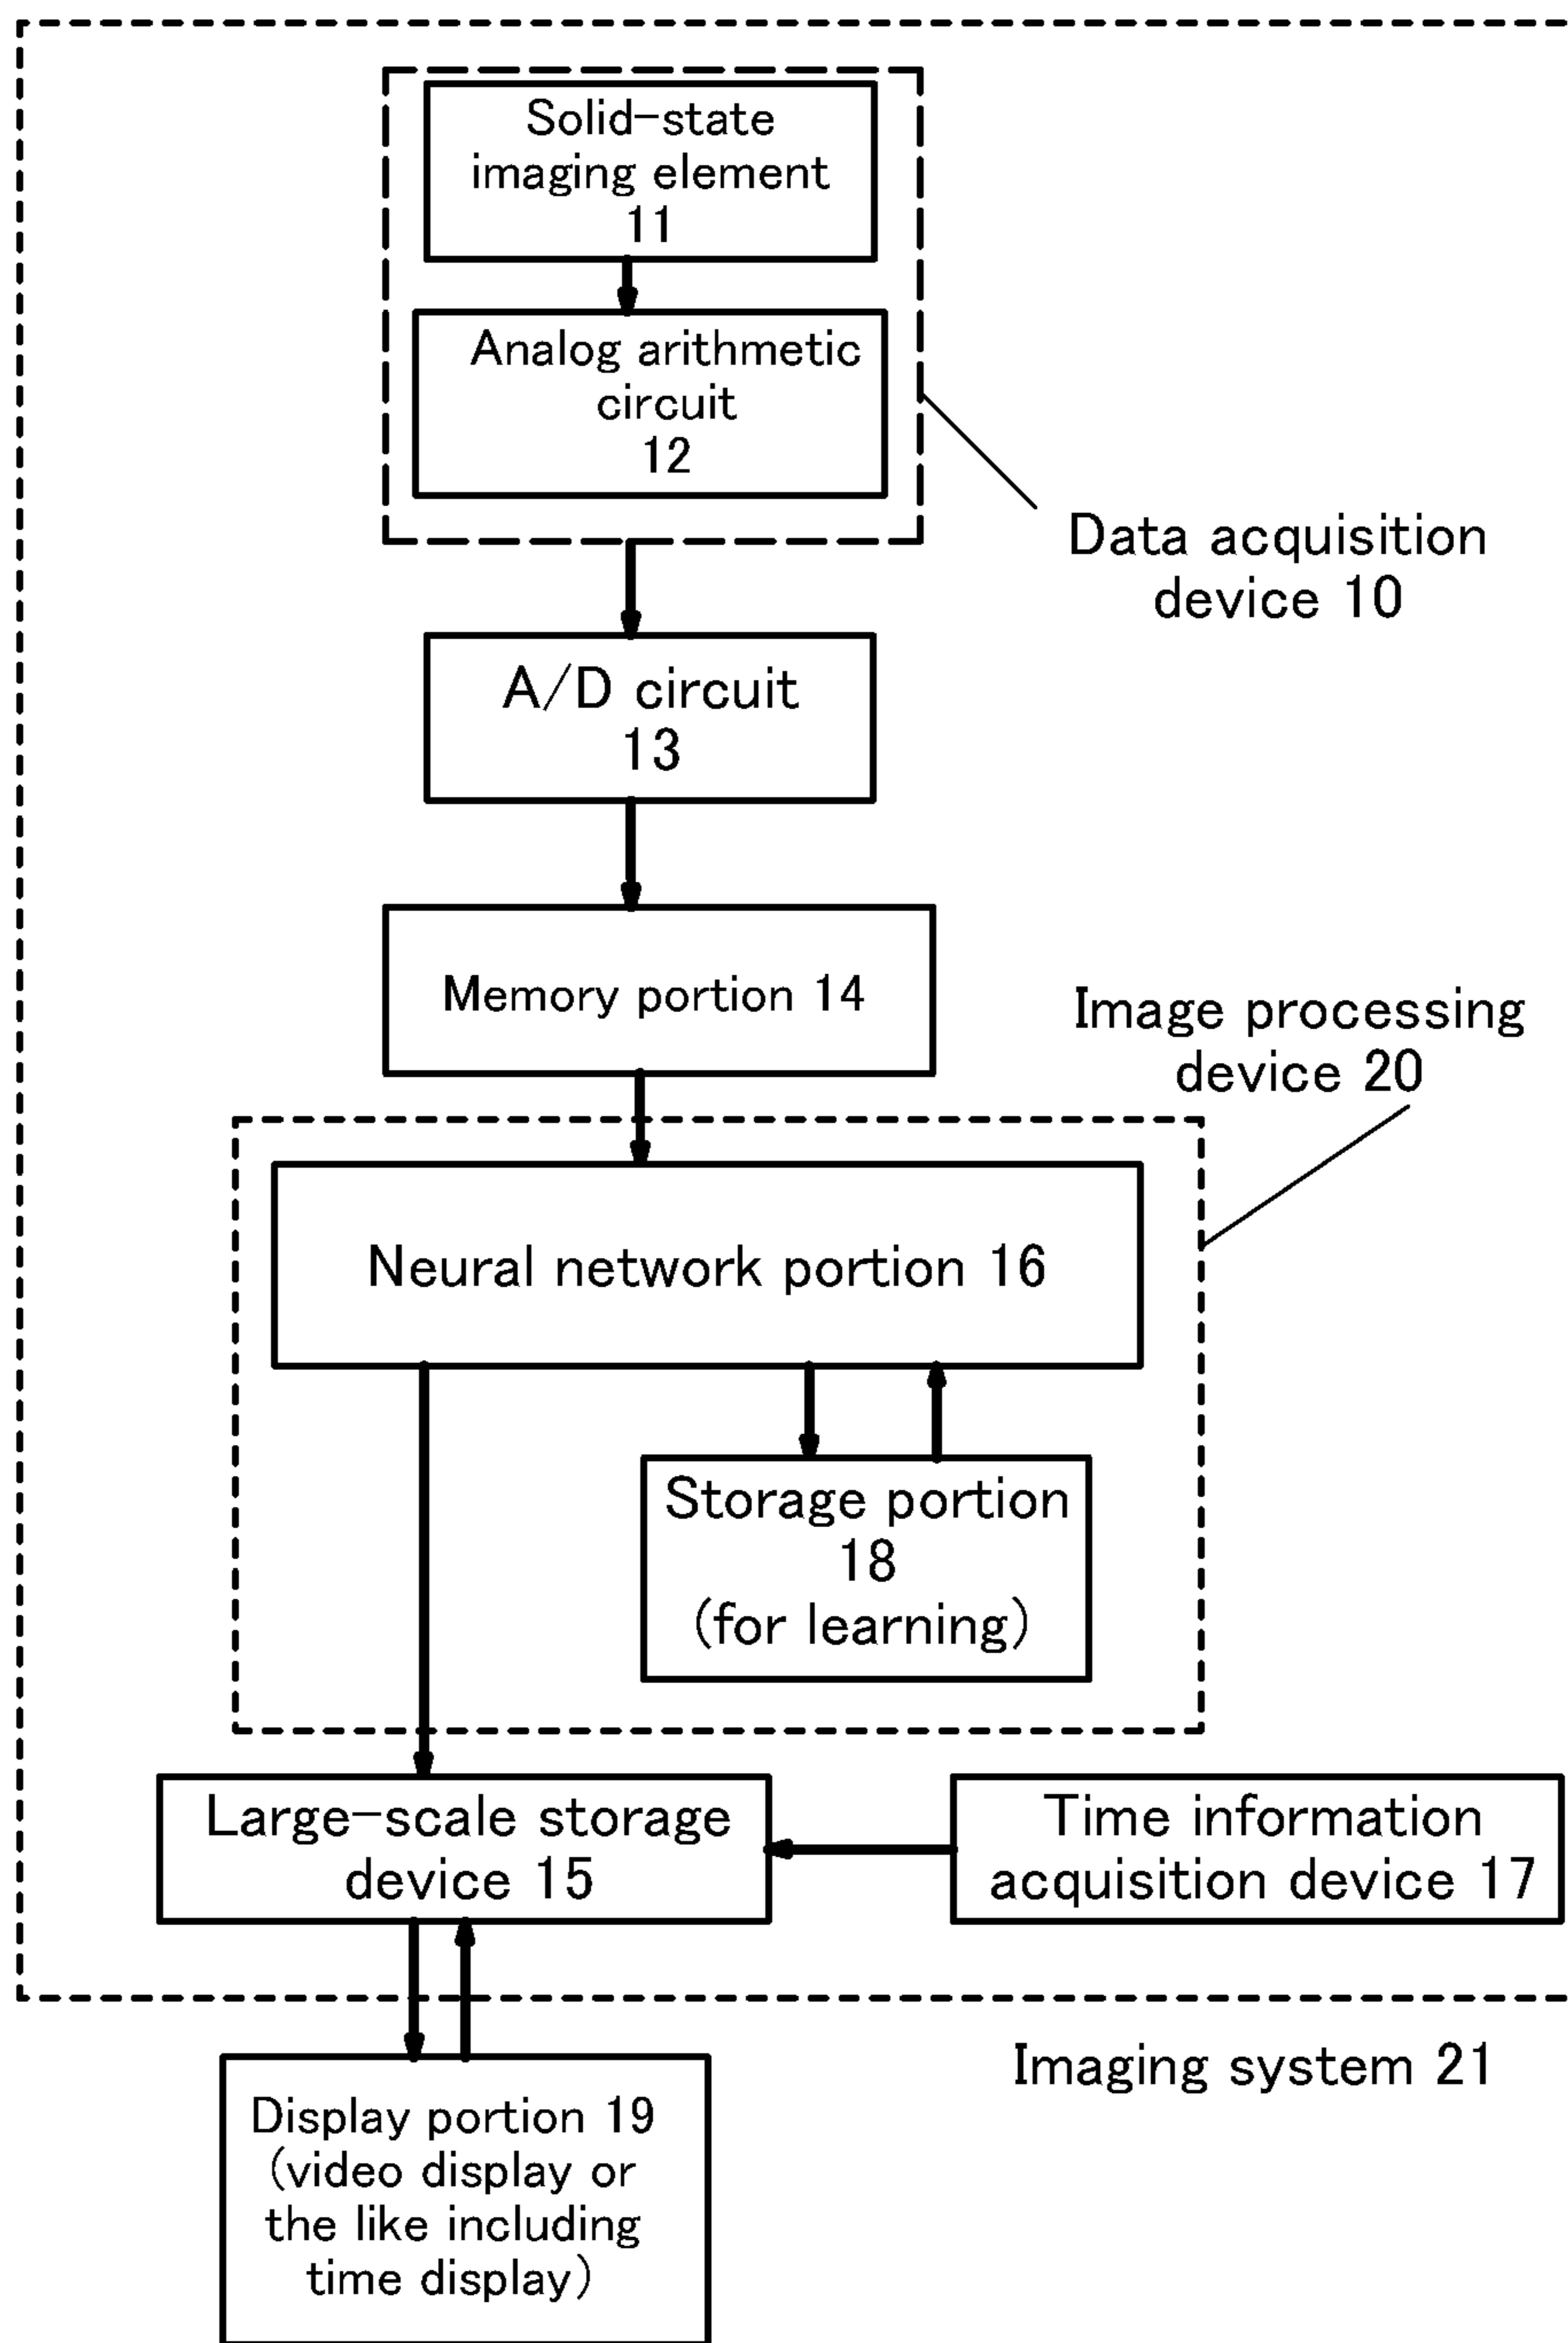 Solid-state
imaging element
11
Analog arithmetic
circuit
12
Data acquisition
device 10
A/D circuit
13
Memory portion 14
Image processing
device 20
Neural network portion 16
Storage portion
18
(for learning)
Large-scale storage
device 15
Time information
acquisition device 17
Imaging system 21
Display portion 19
(video display or
the like including
time display)